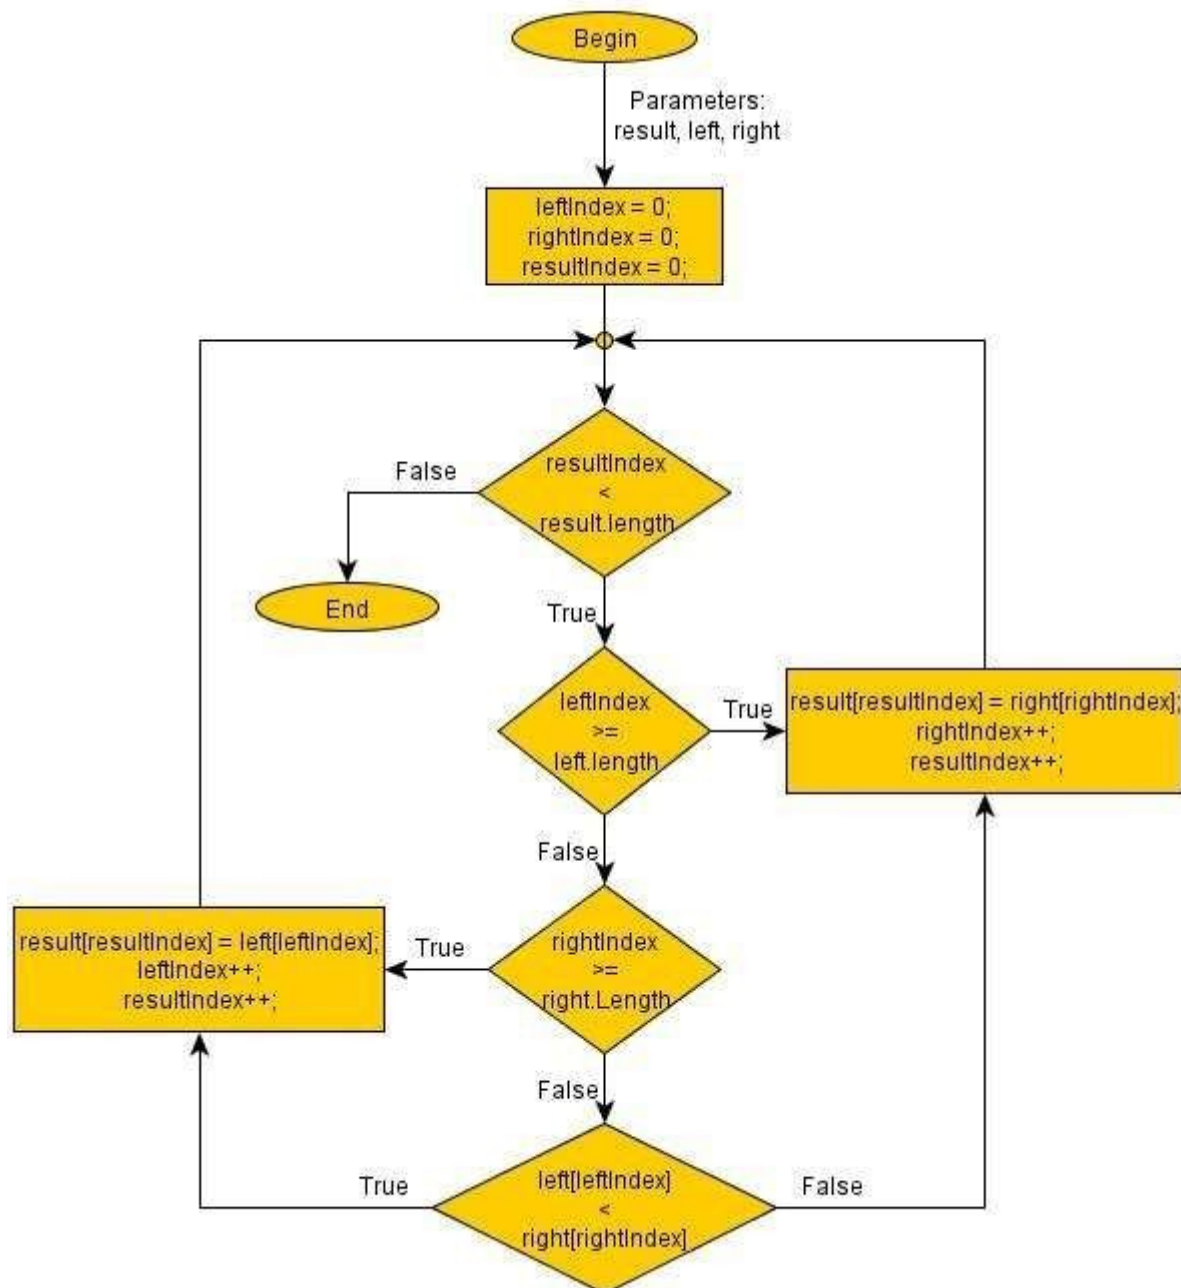 Begin
Parameters:
result, left, right
leftIndex = 0;
rightIndex = 0;
resultIndex = 0;
resultIndex
<
result.length
False
End
True
leftIndex
>=
left.length
True
result[resultIndex] = right[rightIndex];
rightIndex++;
resultIndex++;
False
rightIndex
>=
right.Length
True
result[resultIndex] = left[leftIndex];
leftIndex++;
resultIndex++;
False
left[leftIndex]
<
right[rightIndex]
True
False